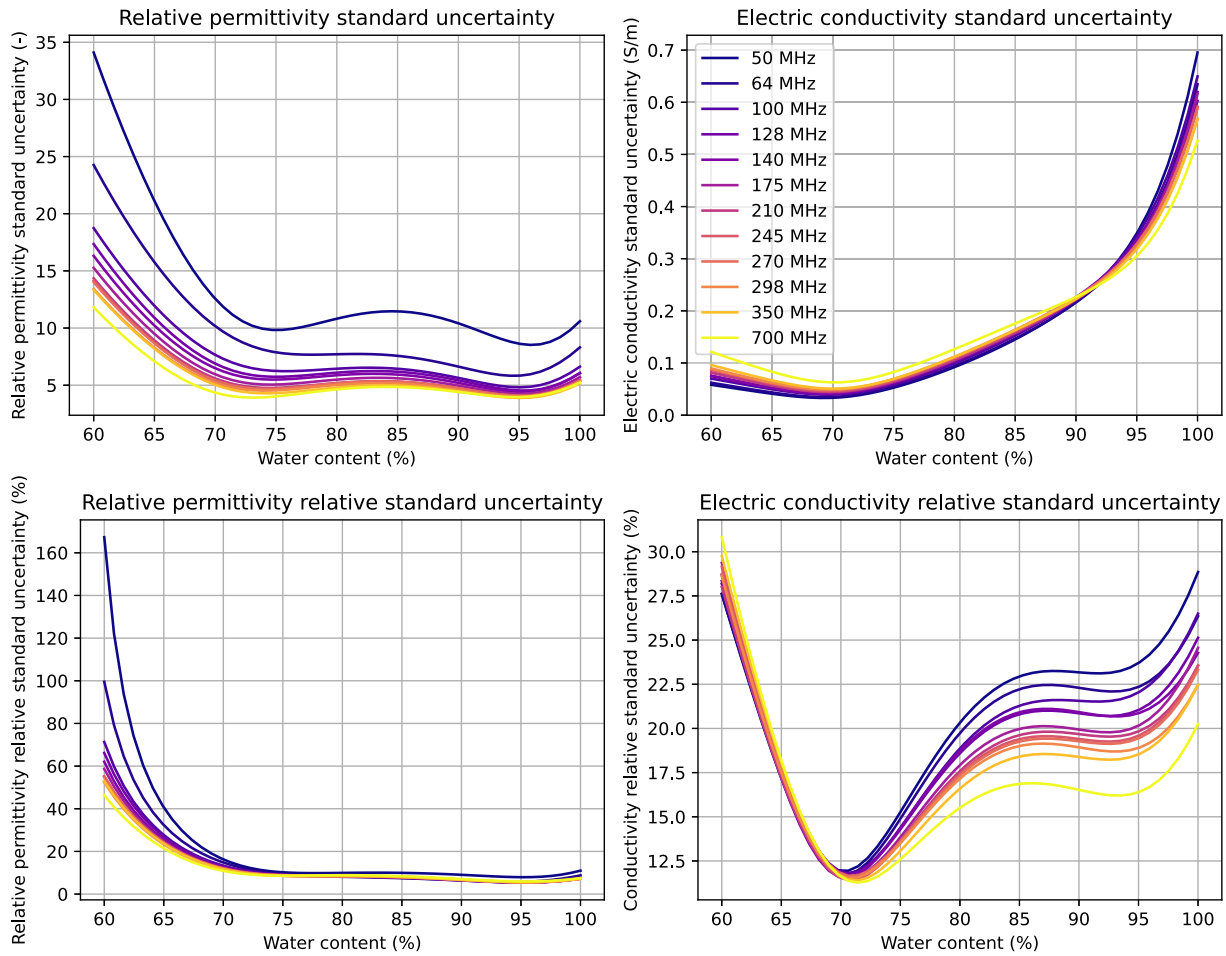 Relative permittivity standard uncertainty
Relative permittivity standard uncertainty (-)
35
30
25
20
15
10
5
60 65 70 75 80 85 90 95 100
Water content (%)
Electric conductivity standard uncertainty
Electric conductivity standard uncertainty (S/m)
0.7
0.6
0.5
0.4
0.3
0.2
0.1
0.0
50 MHz
64 MHz
100 MHz
128 MHz
140 MHz
175 MHz
210 MHz
245 MHz
270 MHz
298 MHz
350 MHz
700 MHz
60 65 70 75 80 85 90 95 100
Water content (%)
Relative permittivity relative standard uncertainty
Relative permittivity relative standard uncertainty (%)
160
140
120
100
80
60
40
20
0
60 65 70 75 80 85 90 95 100
Water content (%)
Electric conductivity relative standard uncertainty
Conductivity relative standard uncertainty (%)
30.0
27.5
25.0
22.5
20.0
17.5
15.0
12.5
60 65 70 75 80 85 90 95 100
Water content (%)